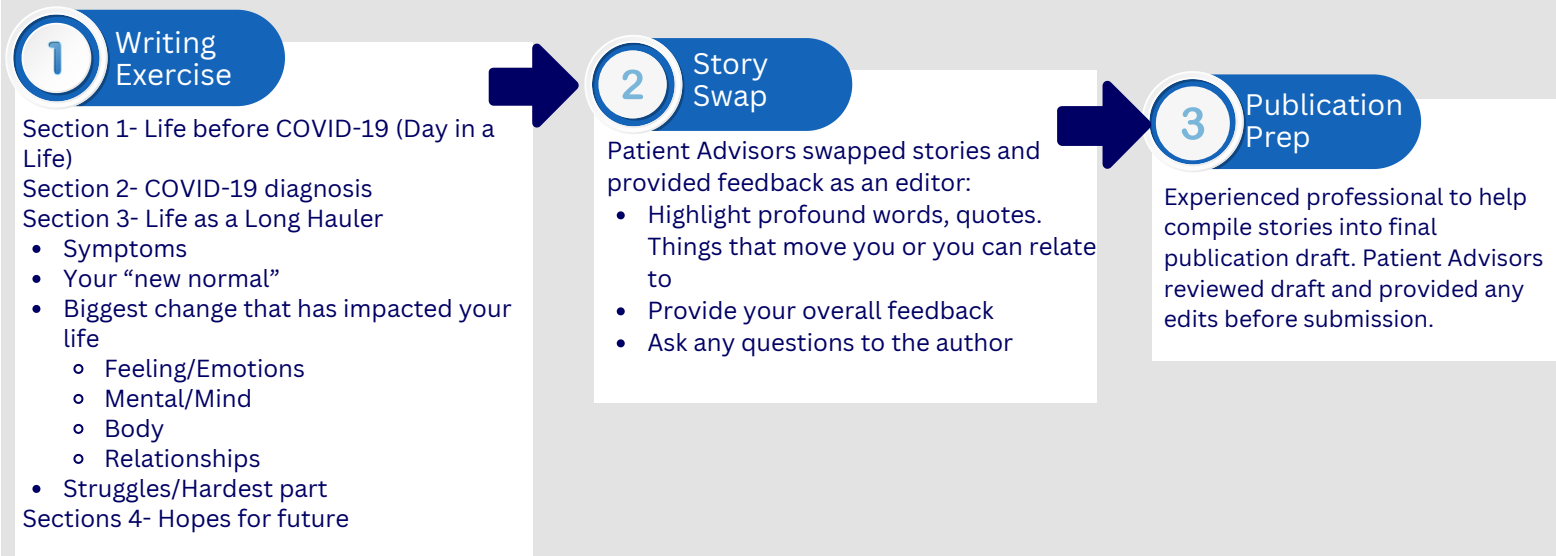 1
Writing
Exercise
Section 1- Life before COVID-19 (Day in a
Life)
Section 2- COVID-19 diagnosis
Section 3- Life as a Long Hauler
• Symptoms
• Your “new normal”
• Biggest change that has impacted your
life
◦ Feeling/Emotions
◦ Mental/Mind
◦ Body
◦ Relationships
• Struggles/Hardest part
Sections 4- Hopes for future
2
Story
Swap
Patient Advisors swapped stories and
provided feedback as an editor:
• Highlight profound words, quotes.
Things that move you or you can relate
to
• Provide your overall feedback
• Ask any questions to the author
3
Publication
Prep
Experienced professional to help
compile stories into final
publication draft. Patient Advisors
reviewed draft and provided any
edits before submission.